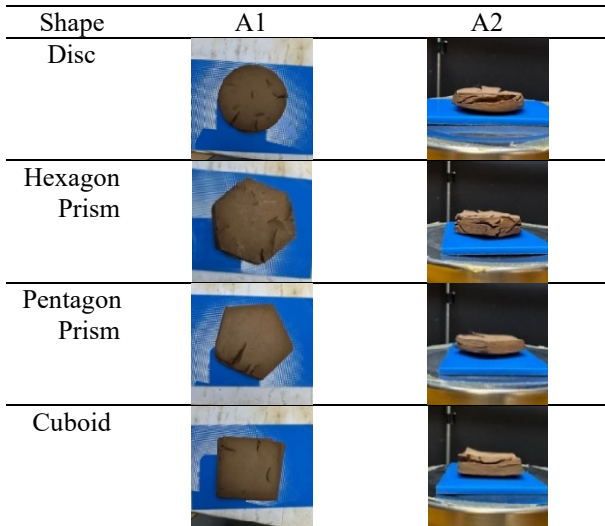 Shape A1 A2
Disc
Hexagon
Prism
Pentagon
Prism
Cuboid